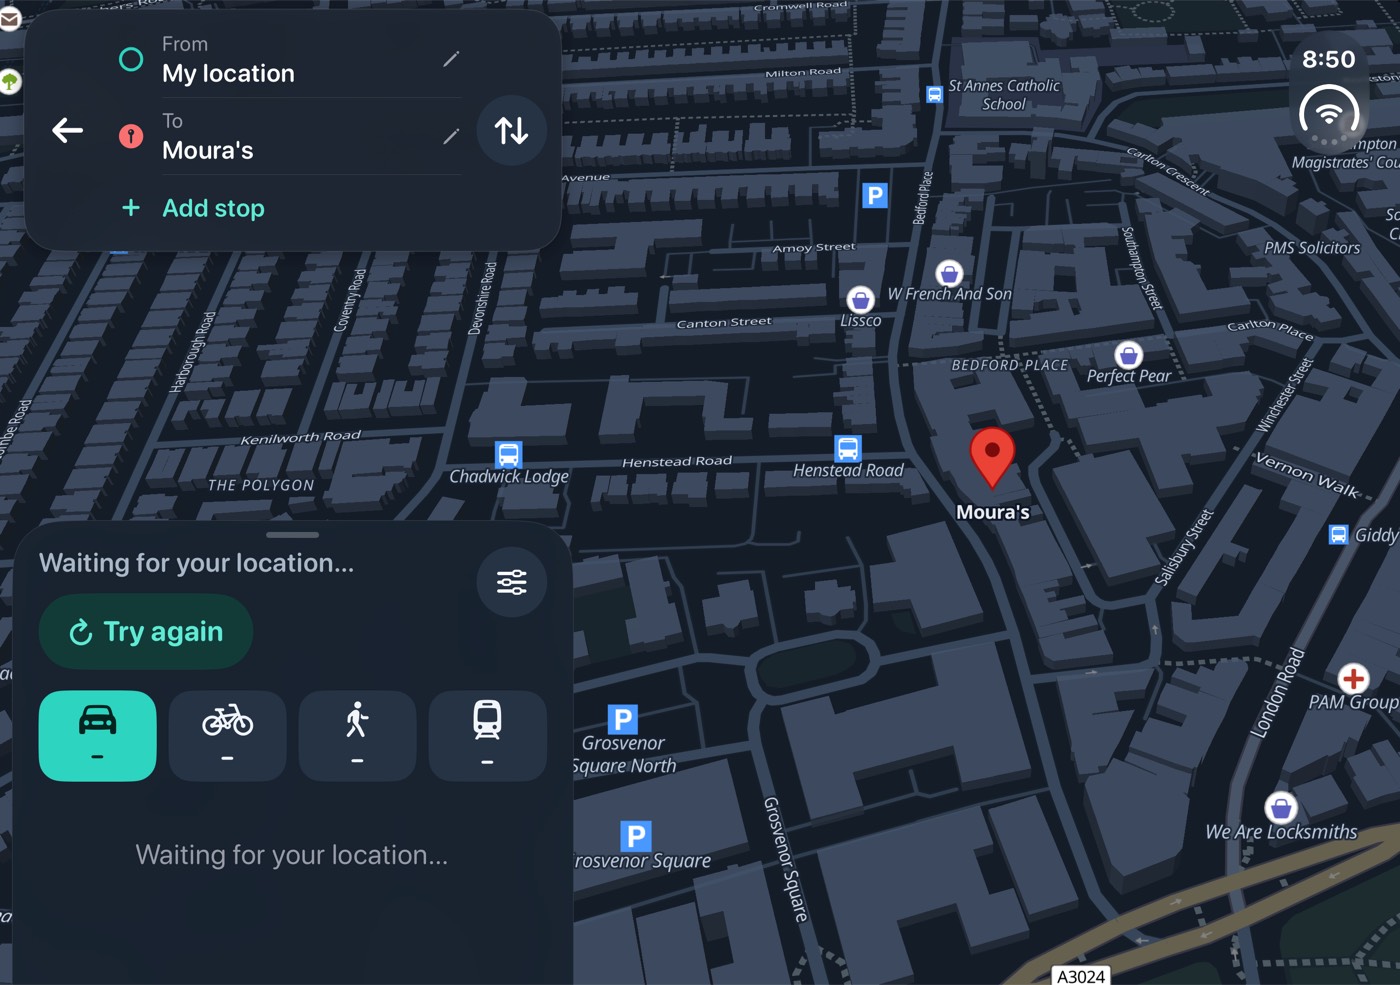 From
My location
To
Moura's
+ Add stop
8:50
Waiting for your location...
Try again
–
–
–
–
Waiting for your location...
Cromwell Road
Milton Road
St Annes Catholic
School
Carlton Crescent
Magistrates' Cou
Avenue
P
Bedford Place
Amoy Street
Southampton Street
PMS Solicitors
Coventry Road
Devonshire Road
Harborough Road
W French And Son
Lissco
Canton Street
Carlton Place
BEDFORD PLACE
Perfect Pear
Winchester Street
Kenilworth Road
THE POLYGON
Chadwick Lodge
Henstead Road
Henstead Road
Vernon Walk
Moura's
Giddy
Salisbury Street
London Road
PAM Group
P
Grosvenor
Square North
P
rosvenor Square
Grosvenor Square
We Are Locksmiths
A3024